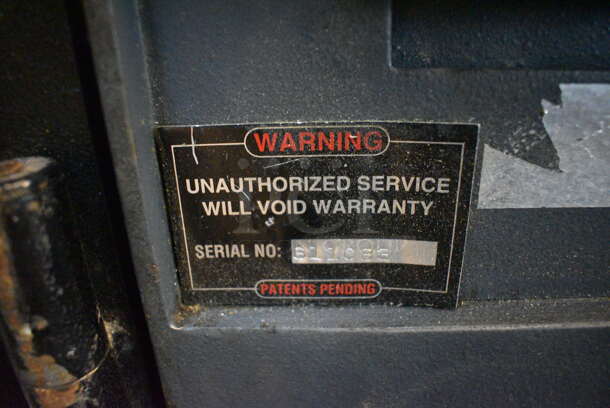 WARNING
UNAUTHORIZED SERVICE
WILL VOID WARRANTY
SERIAL NO:
PATENTS PENDING